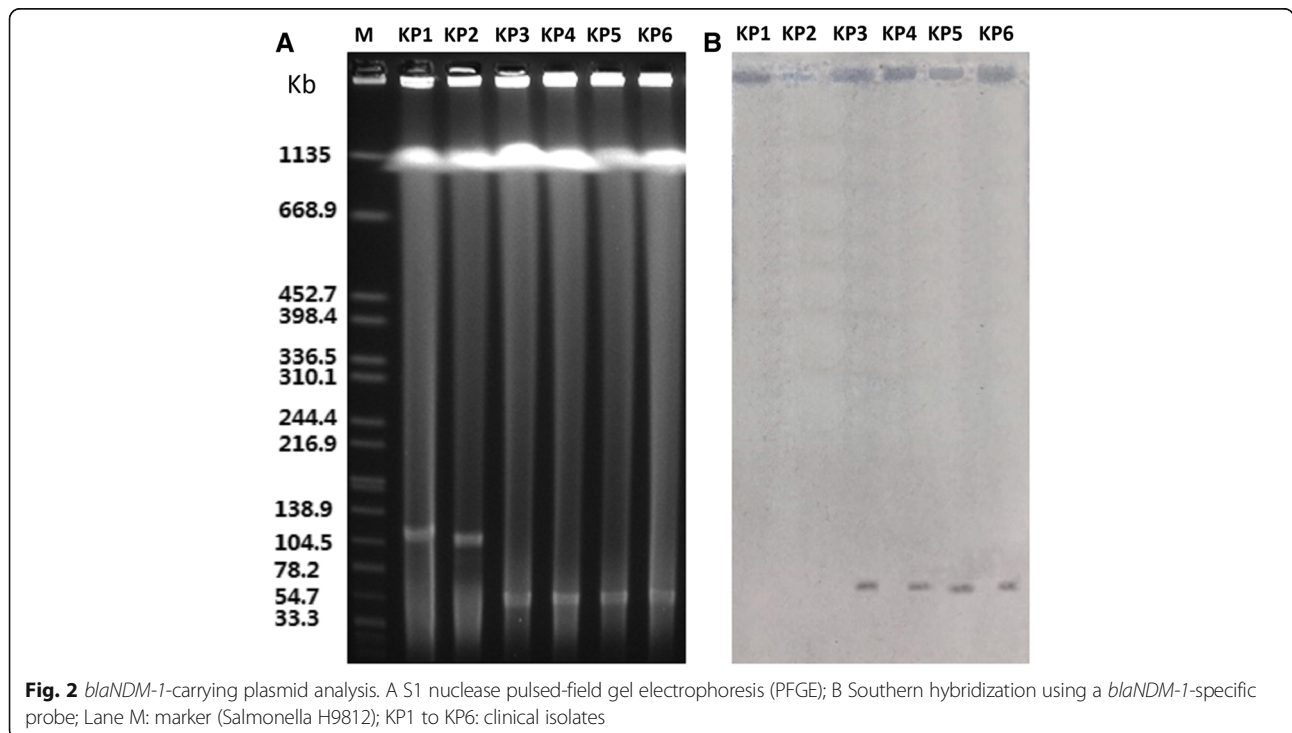 A
M KP1 KP2 KP3 KP4 KP5 KP6
Kb
1135
668.9
452.7
398.4
336.5
310.1
244.4
216.9
138.9
104.5
78.2
54.7
33.3
B
KP1 KP2 KP3 KP4 KP5 KP6
Fig. 2 blaNDM-1-carrying plasmid analysis. A S1 nuclease pulsed-field gel electrophoresis (PFGE); B Southern hybridization using a blaNDM-1-specific
probe; Lane M: marker (Salmonella H9812); KP1 to KP6: clinical isolates